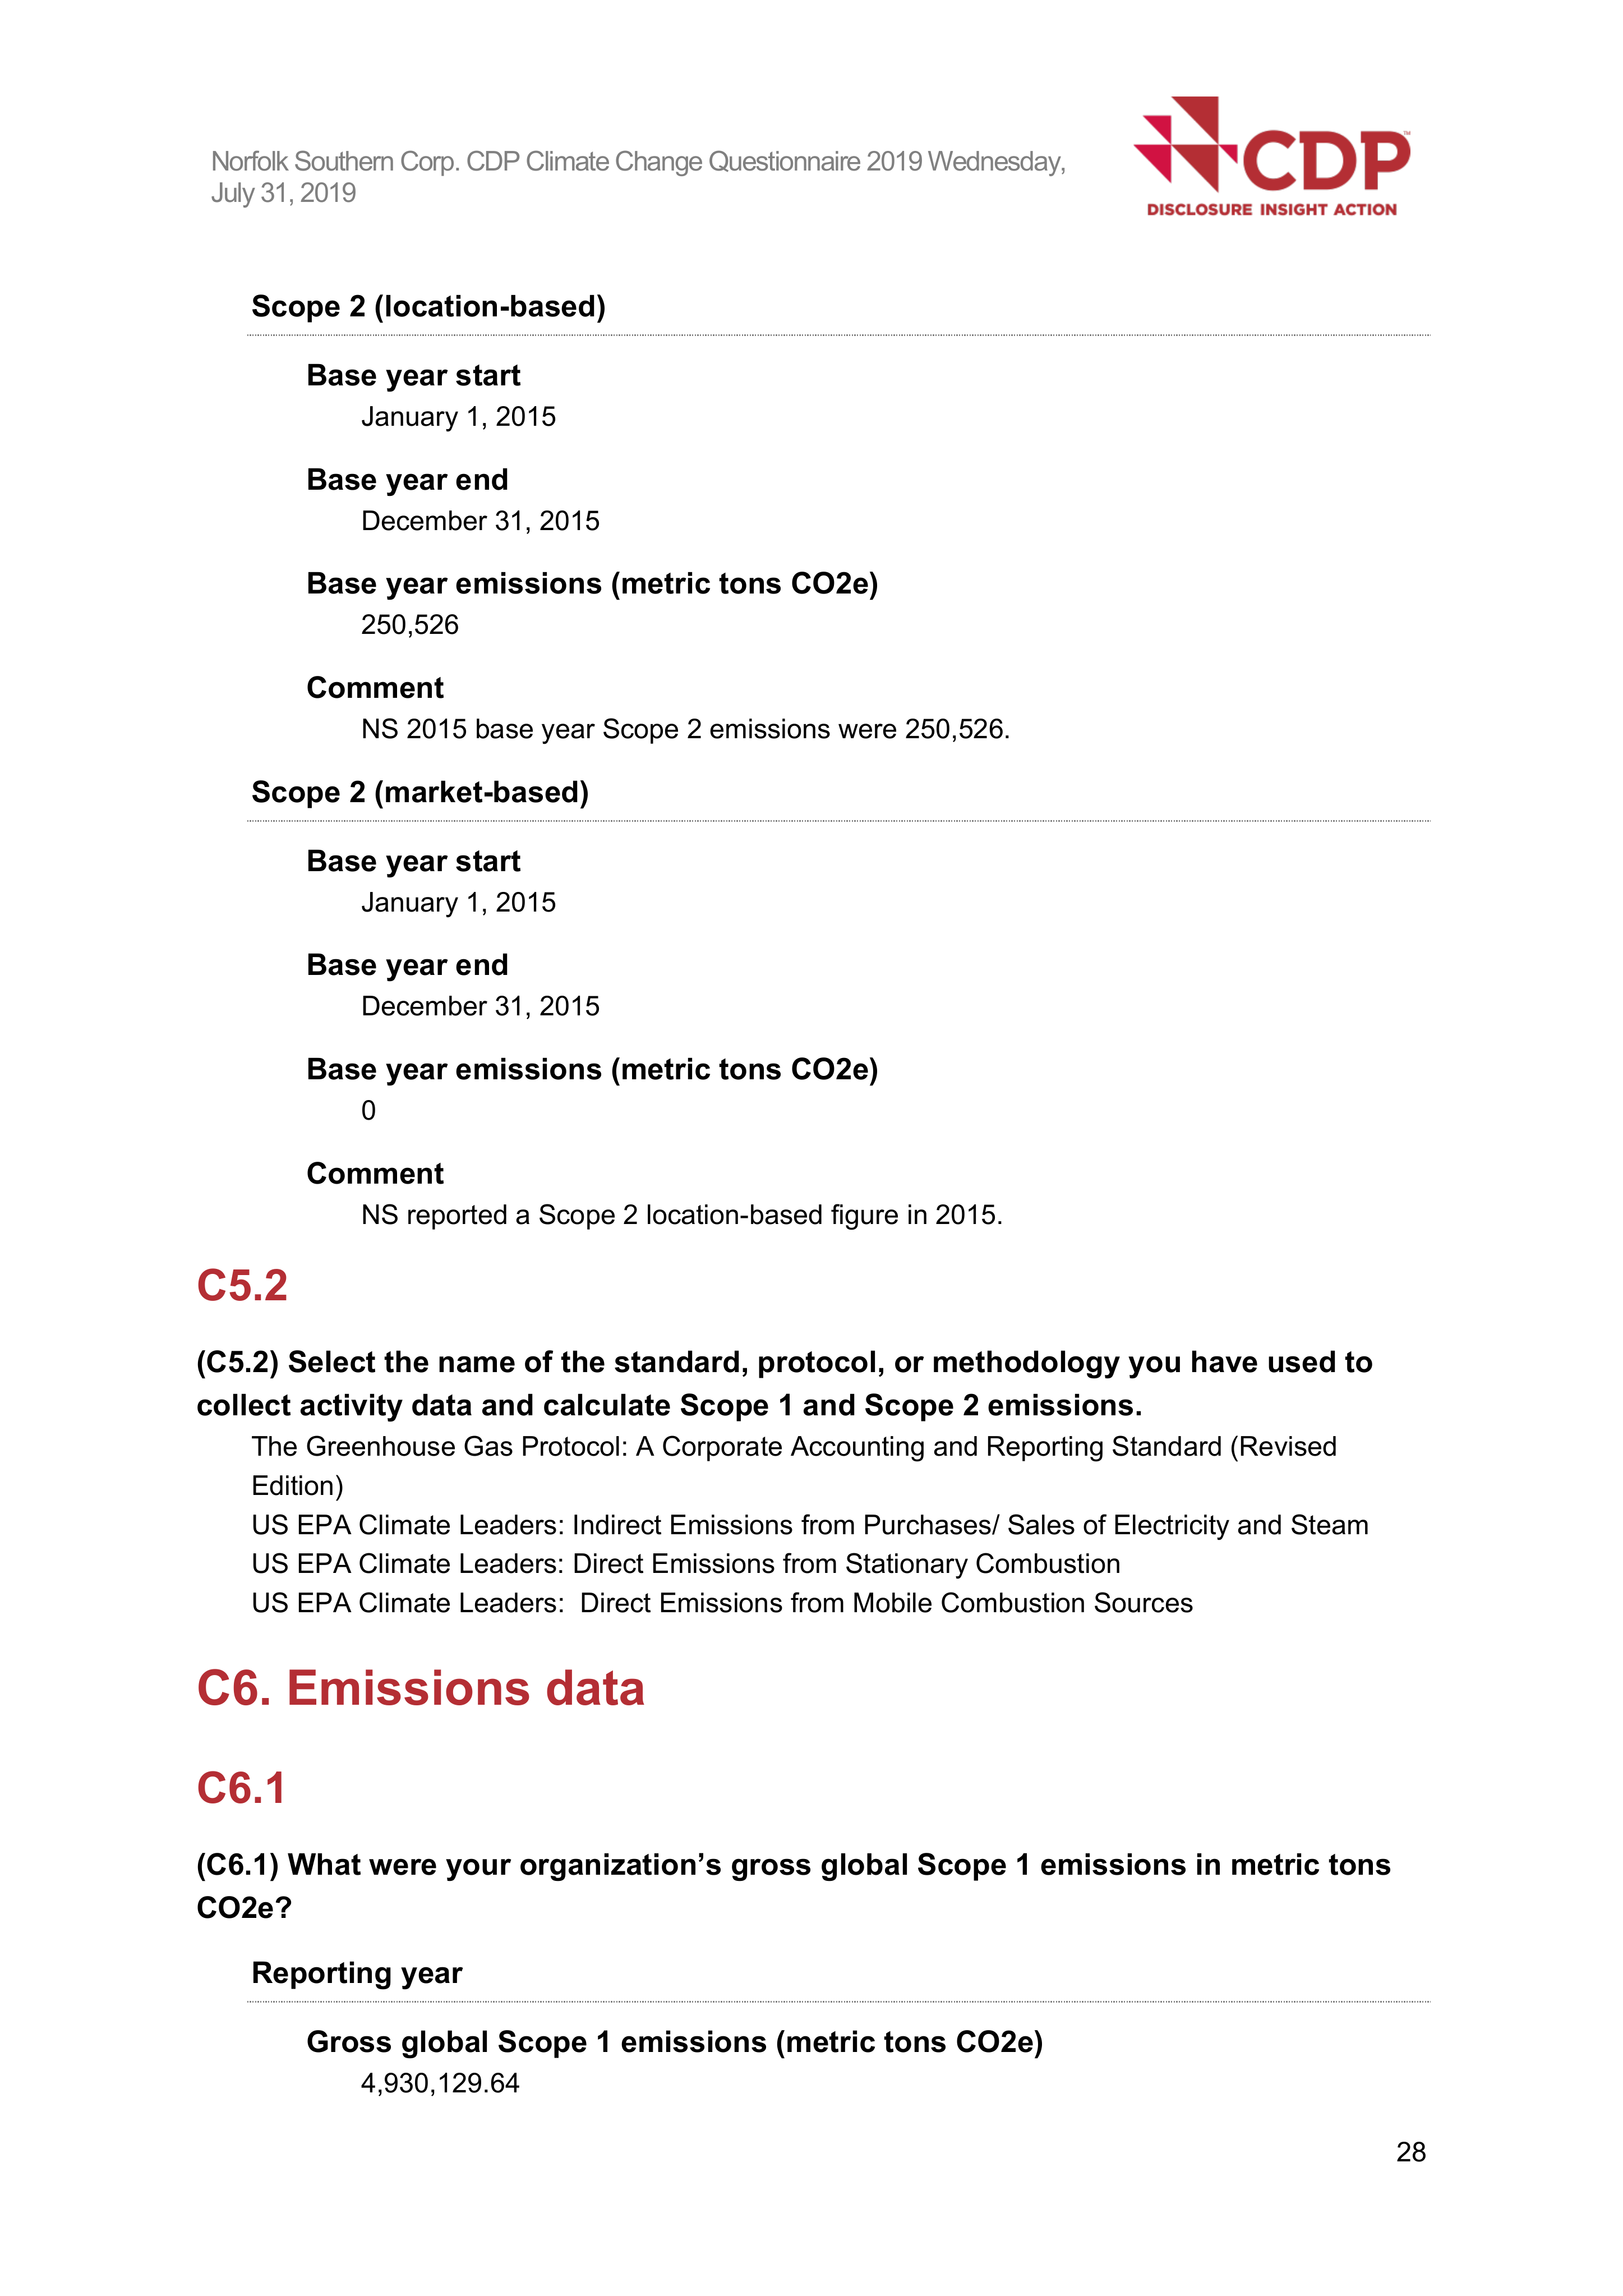 Norfolk Southern Corp. CDP Climate Change Questionnaire 2019 Wednesday,
July 31, 2019
CDP™
DISCLOSURE INSIGHT ACTION
Scope 2 (location-based)
Base year start
January 1, 2015
Base year end
December 31, 2015
Base year emissions (metric tons CO2e)
250,526
Comment
NS 2015 base year Scope 2 emissions were 250,526.
Scope 2 (market-based)
Base year start
January 1, 2015
Base year end
December 31, 2015
Base year emissions (metric tons CO2e)
0
Comment
NS reported a Scope 2 location-based figure in 2015.
C5.2
(C5.2) Select the name of the standard, protocol, or methodology you have used to
collect activity data and calculate Scope 1 and Scope 2 emissions.
The Greenhouse Gas Protocol: A Corporate Accounting and Reporting Standard (Revised
Edition)
US EPA Climate Leaders: Indirect Emissions from Purchases/ Sales of Electricity and Steam
US EPA Climate Leaders: Direct Emissions from Stationary Combustion
US EPA Climate Leaders:  Direct Emissions from Mobile Combustion Sources
C6. Emissions data
C6.1
(C6.1) What were your organization’s gross global Scope 1 emissions in metric tons
CO2e?
Reporting year
Gross global Scope 1 emissions (metric tons CO2e)
4,930,129.64
28